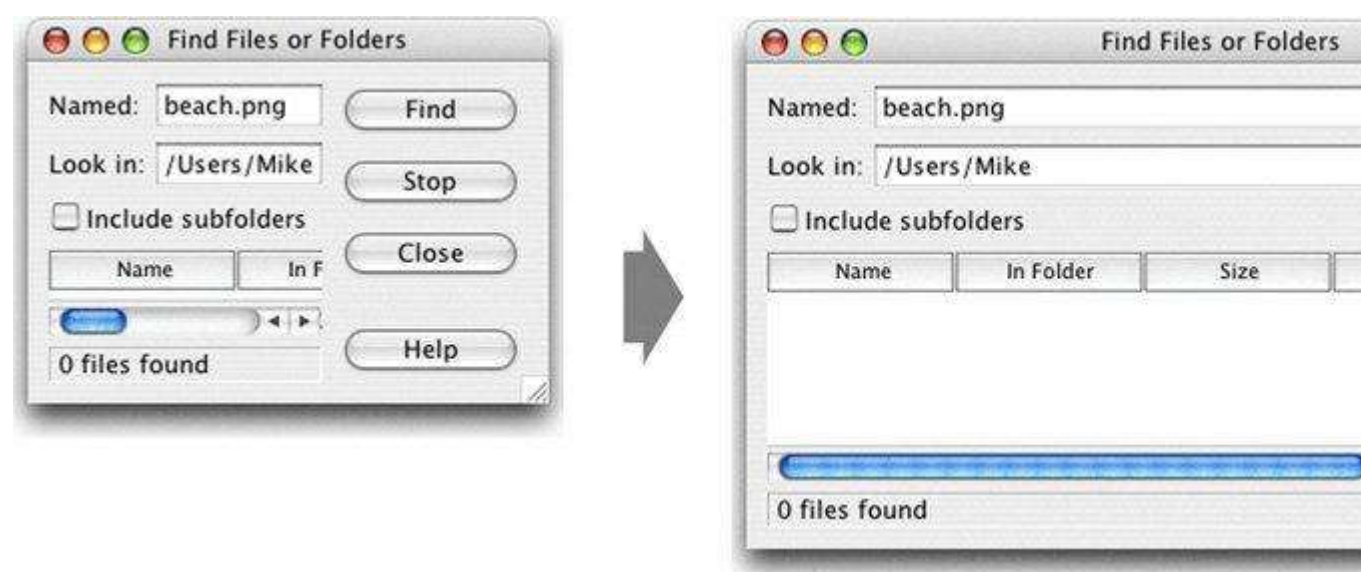 Find Files or Folders
Named: beach.png
Find
Look in: /Users/Mike
Stop
Include subfolders
Close
Name In F
0 files found
Help
Find Files or Folders
Named: beach.png
Look in: /Users/Mike
Include subfolders
Name In Folder Size
0 files found